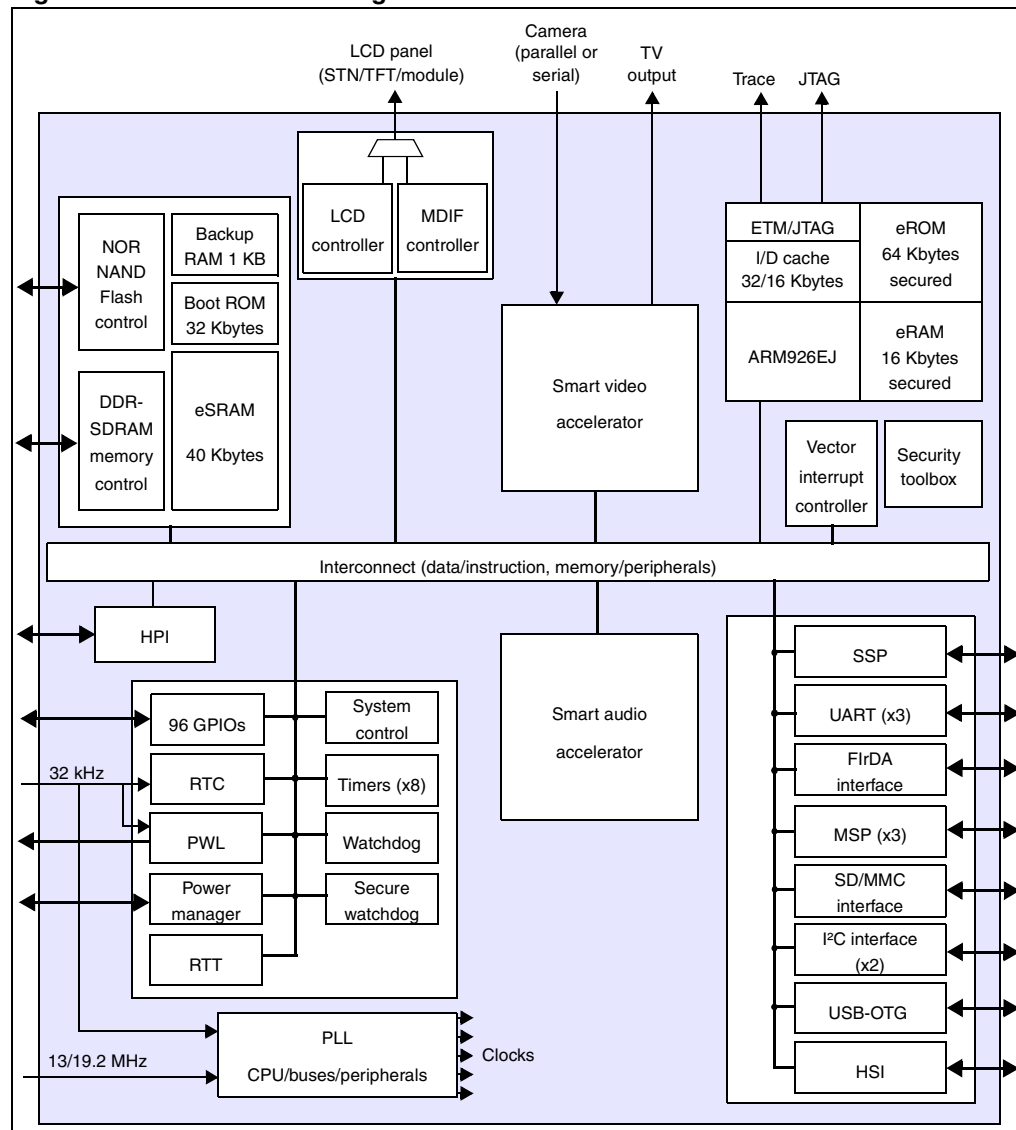 LCD panel
(STN/TFT/module)
Camera
(parallel or
serial)
TV
output
Trace
JTAG
LCD
controller
MDIF
controller
NOR
NAND
Flash
control
Backup
RAM 1 KB
Boot ROM
32 Kbytes
DDR-
SDRAM
memory
control
eSRAM
40 Kbytes
Smart video
accelerator
ETM/JTAG
I/D cache
32/16 Kbytes
ARM926EJ
eROM
64 Kbytes
secured
eRAM
16 Kbytes
secured
Vector
interrupt
controller
Security
toolbox
Interconnect (data/instruction, memory/peripherals)
HPI
96 GPIOs
System
control
32 kHz
RTC
Timers (x8)
PWL
Watchdog
Power
manager
Secure
watchdog
RTT
Smart audio
accelerator
SSP
UART (x3)
FIrDA
interface
MSP (x3)
SD/MMC
interface
I²C interface
(x2)
USB-OTG
HSI
13/19.2 MHz
PLL
CPU/buses/peripherals
Clocks